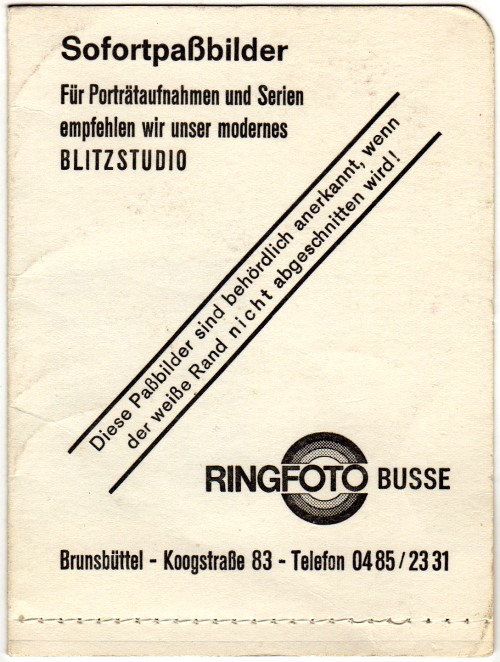 Sofortpaßbilder
Für Porträtaufnahmen und Serien
empfehlen wir unser modernes
BLITZSTUDIO
Diese Paßbilder sind behördlich anerkannt, wenn
der weiße Rand nicht abgeschnitten wird!
RINGFOTO BUSSE
Brunsbüttel - Koogstraße 83 - Telefon 0485/2331